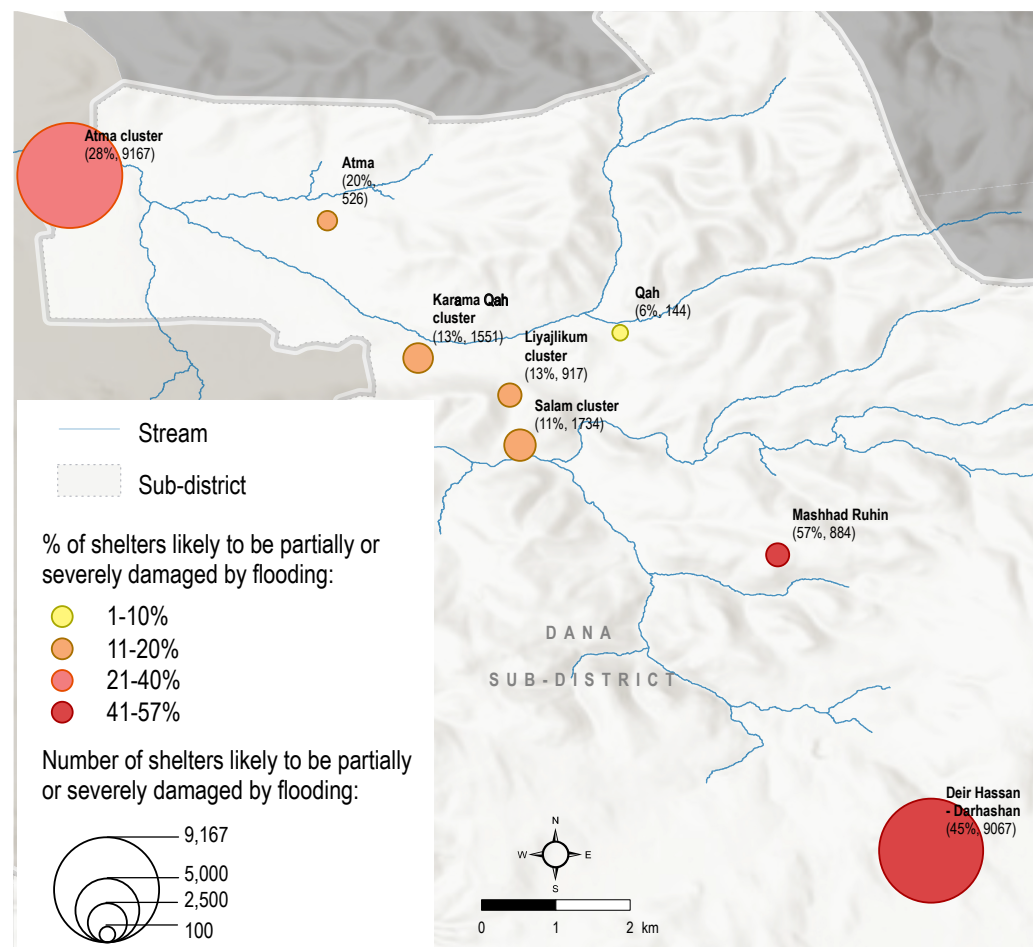 Atma cluster
(28%, 9167)
Atma
(20%,
526)
Karama Qah
cluster
(13%, 1551)
Qah
(6%, 144)
Liyajlikum
cluster
(13%, 917)
Salam cluster
(11%, 1734)
Mashhad Ruhin
(57%, 884)
DANA
SUB-DISTRICT
Deir Hassan
- Darhashan
(45%, 9067)
Stream
Sub-district
% of shelters likely to be partially or
severely damaged by flooding:
1-10%
11-20%
21-40%
41-57%
Number of shelters likely to be partially
or severely damaged by flooding:
9,167
5,000
2,500
100
N
W E
S
0 1 2 km